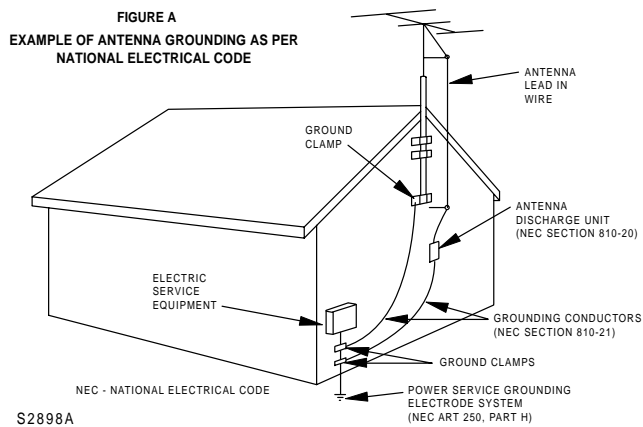 FIGURE A
EXAMPLE OF ANTENNA GROUNDING AS PER
NATIONAL ELECTRICAL CODE
ANTENNA
LEAD IN
WIRE
GROUND
CLAMP
ANTENNA
DISCHARGE UNIT
(NEC SECTION 810-20)
ELECTRIC
SERVICE
EQUIPMENT
GROUNDING CONDUCTORS
(NEC SECTION 810-21)
GROUND CLAMPS
NEC - NATIONAL ELECTRICAL CODE
POWER SERVICE GROUNDING
ELECTRODE SYSTEM
(NEC ART 250, PART H)
S2898A